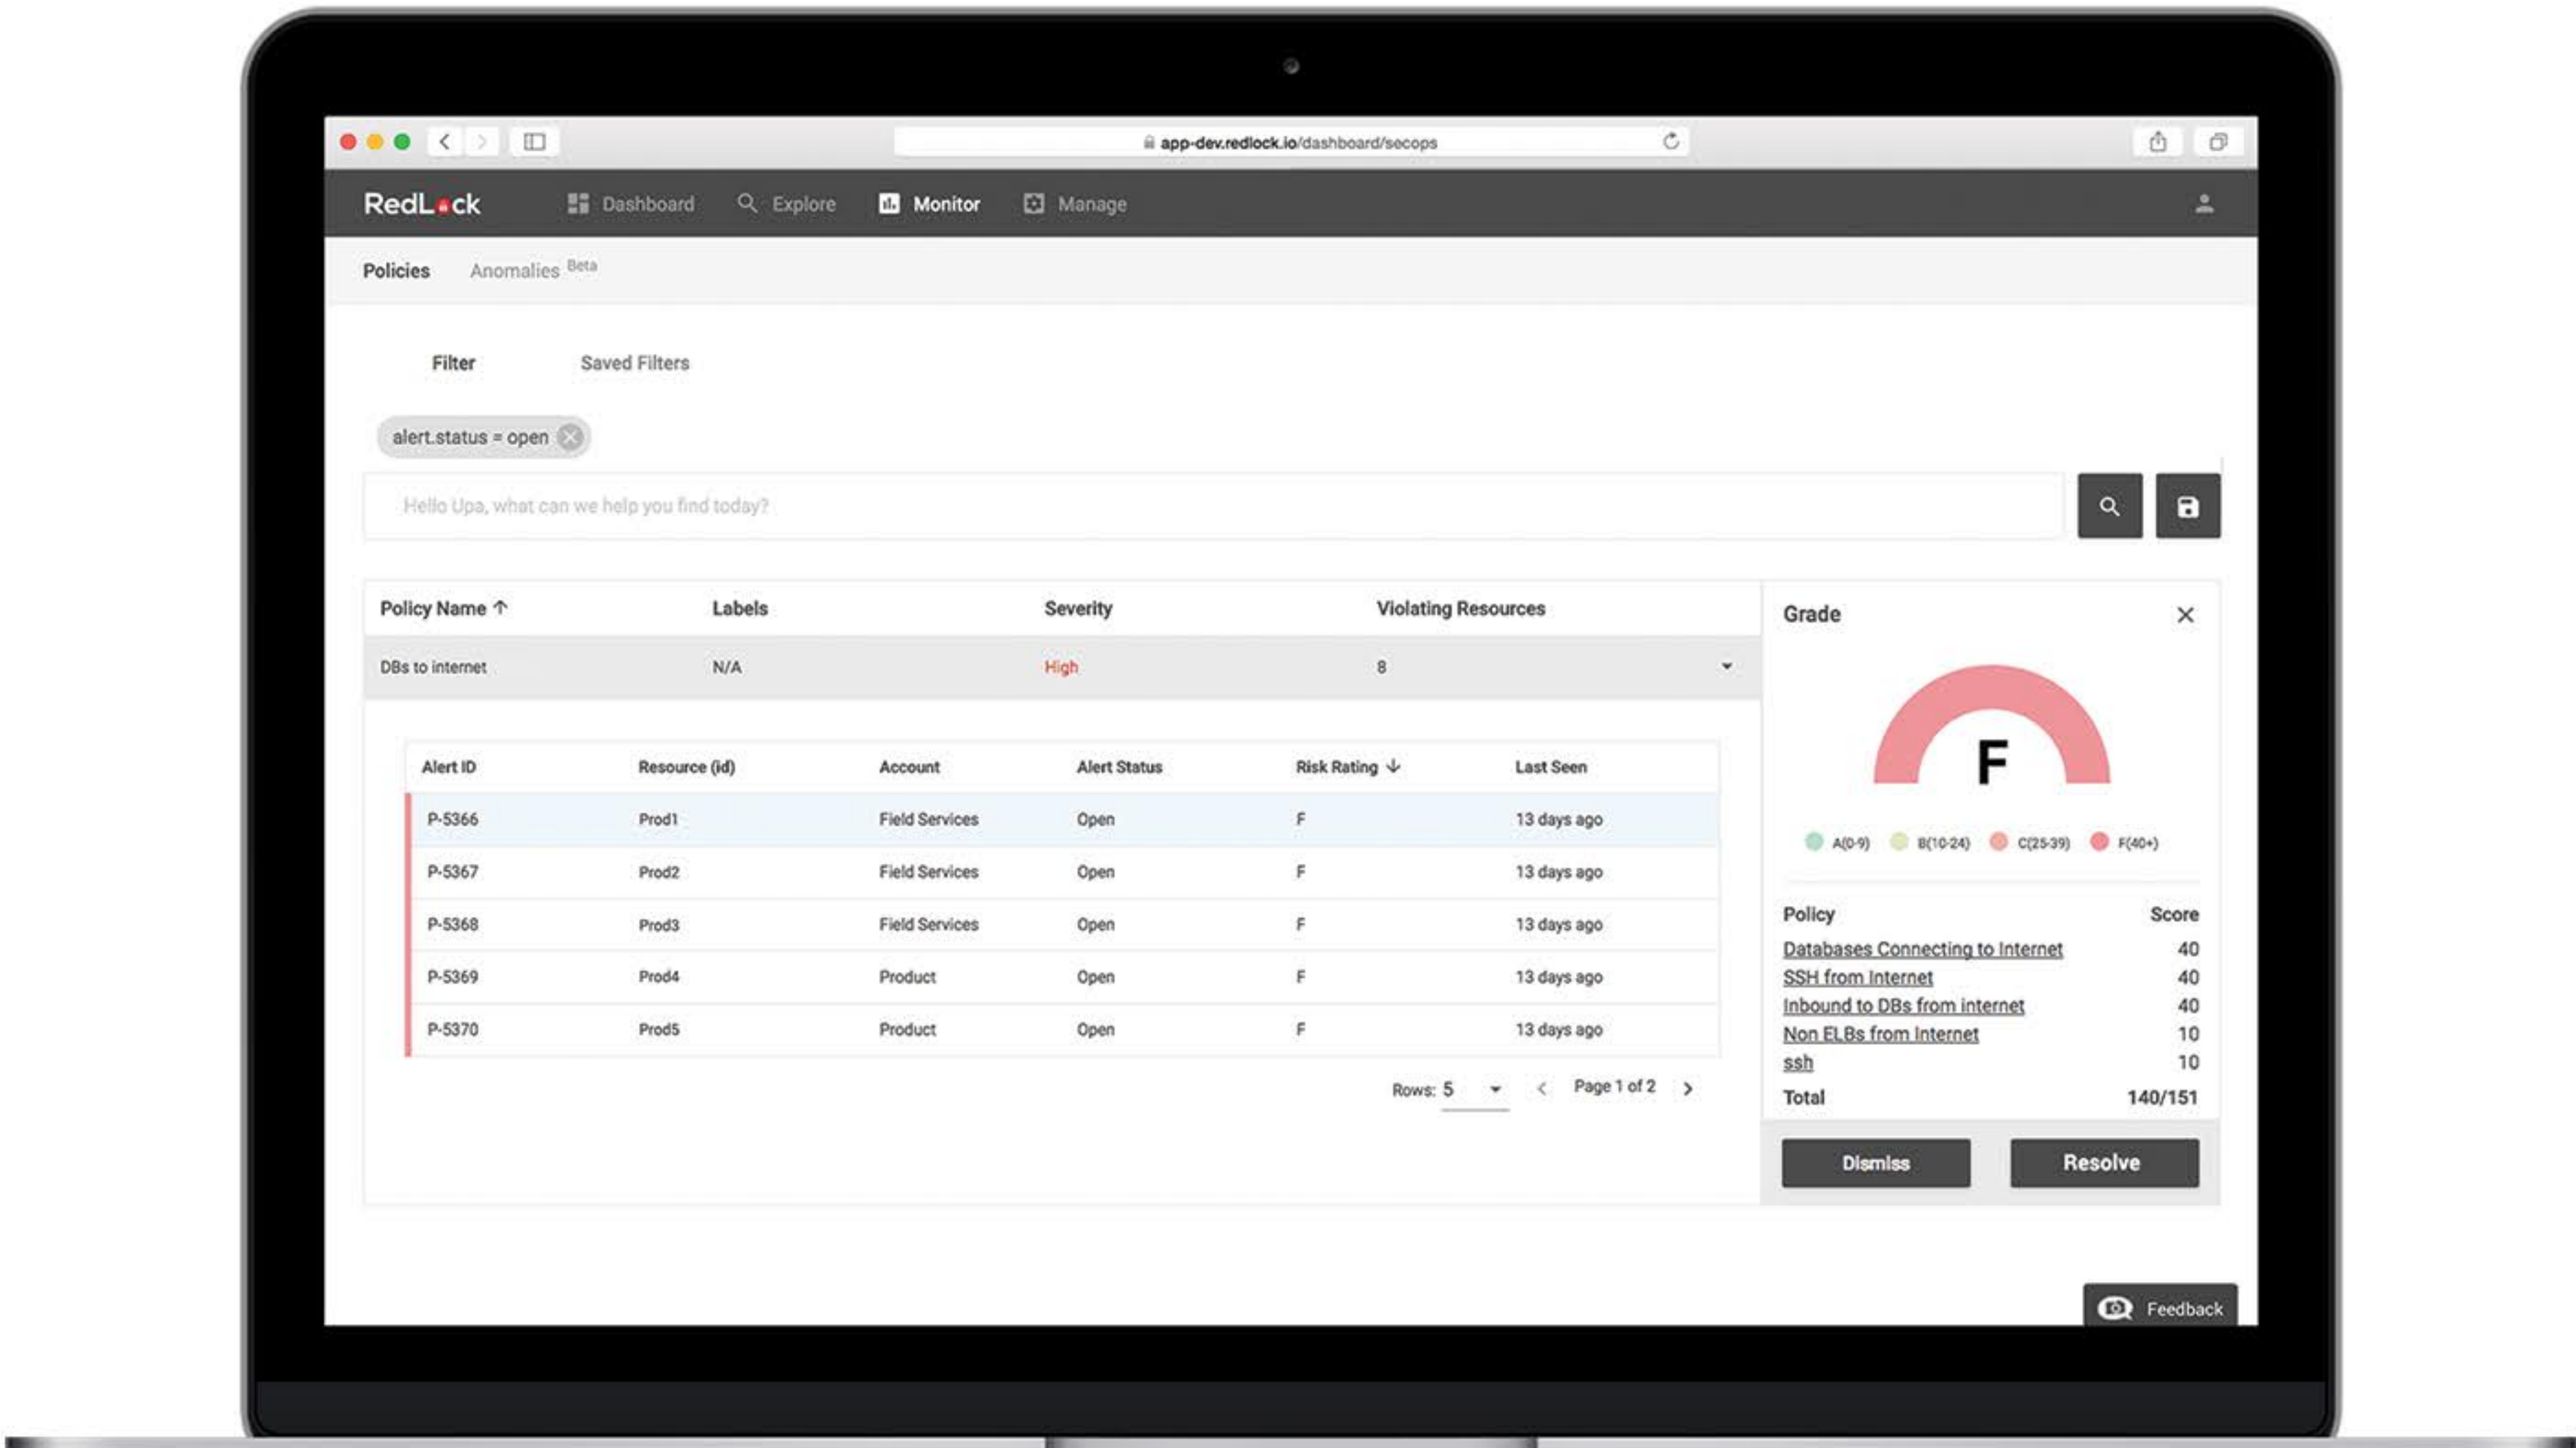 app-dev.redlock.io/dashboard/secops
RedLock Dashboard Explore Monitor Manage
Policies Anomalies Beta
Filter Saved Filters
alert.status = open
Hello Upa, what can we help you find today?
Policy Name Labels Severity Violating Resources
DBs to internet N/A High 8
Alert ID Resource (id) Account Alert Status Risk Rating Last Seen
P-5366 Prod1 Field Services Open F 13 days ago
P-5367 Prod2 Field Services Open F 13 days ago
P-5368 Prod3 Field Services Open F 13 days ago
P-5369 Prod4 Product Open F 13 days ago
P-5370 Prod5 Product Open F 13 days ago
Rows: 5 Page 1 of 2
Grade
F
A(0-9) B(10-24) C(25-39) F(40+)
Policy Score
Databases Connecting to Internet 40
SSH from Internet 40
Inbound to DBs from internet 40
Non ELBs from Internet 10
ssh 10
Total 140/151
Dismiss Resolve
Feedback